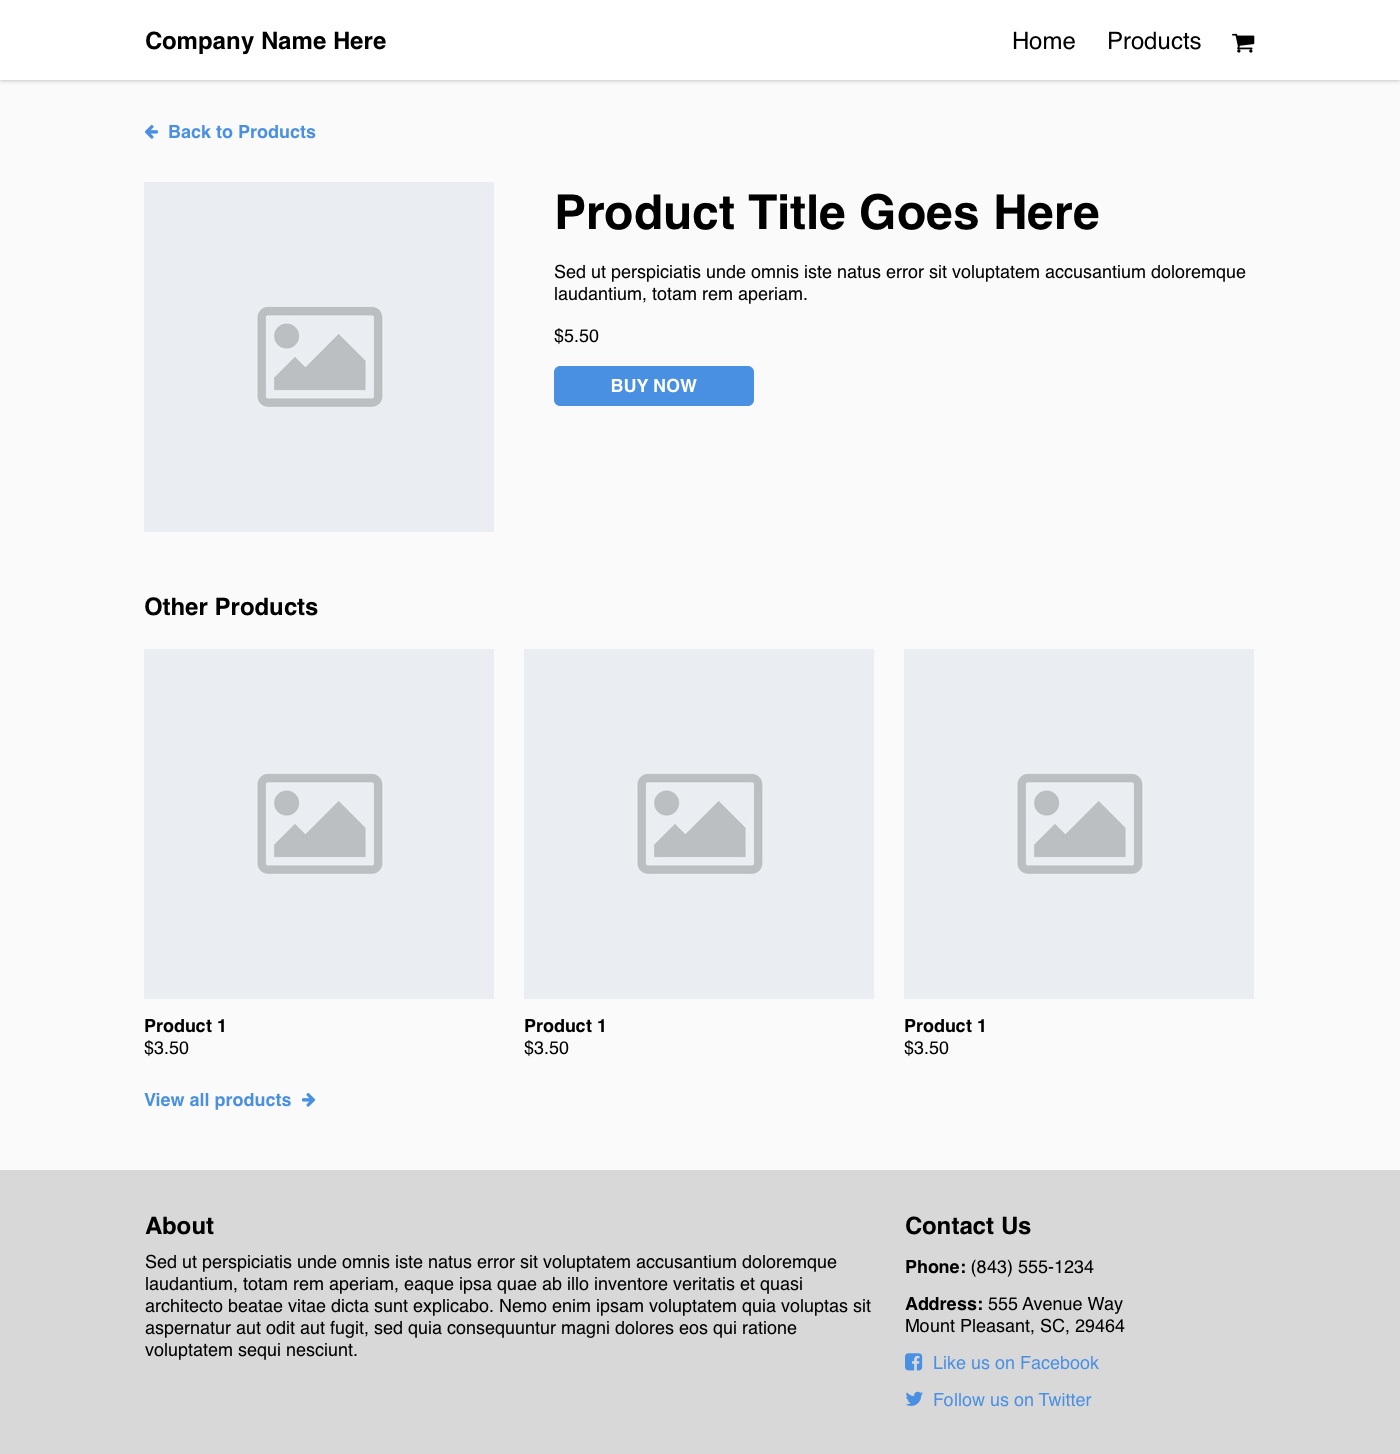 Company Name Here
Home
Products
Back to Products
Product Title Goes Here
Sed ut perspiciatis unde omnis iste natus error sit voluptatem accusantium doloremque
laudantium, totam rem aperiam.
$5.50
BUY NOW
Other Products
Product 1
$3.50
Product 1
$3.50
Product 1
$3.50
View all products
About
Sed ut perspiciatis unde omnis iste natus error sit voluptatem accusantium doloremque
laudantium, totam rem aperiam, eaque ipsa quae ab illo inventore veritatis et quasi
architecto beatae vitae dicta sunt explicabo. Nemo enim ipsam voluptatem quia voluptas sit
aspernatur aut odit aut fugit, sed quia consequuntur magni dolores eos qui ratione
voluptatem sequi nesciunt.
Contact Us
Phone: (843) 555-1234
Address: 555 Avenue Way
Mount Pleasant, SC, 29464
Like us on Facebook
Follow us on Twitter